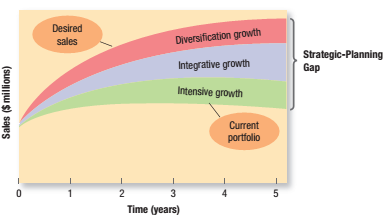 Desired
sales
Diversification growth
Integrative growth
Intensive growth
Strategic-Planning
Gap
Current
portfolio
Sales ($ millions)
0 1 2 3 4 5
Time (years)